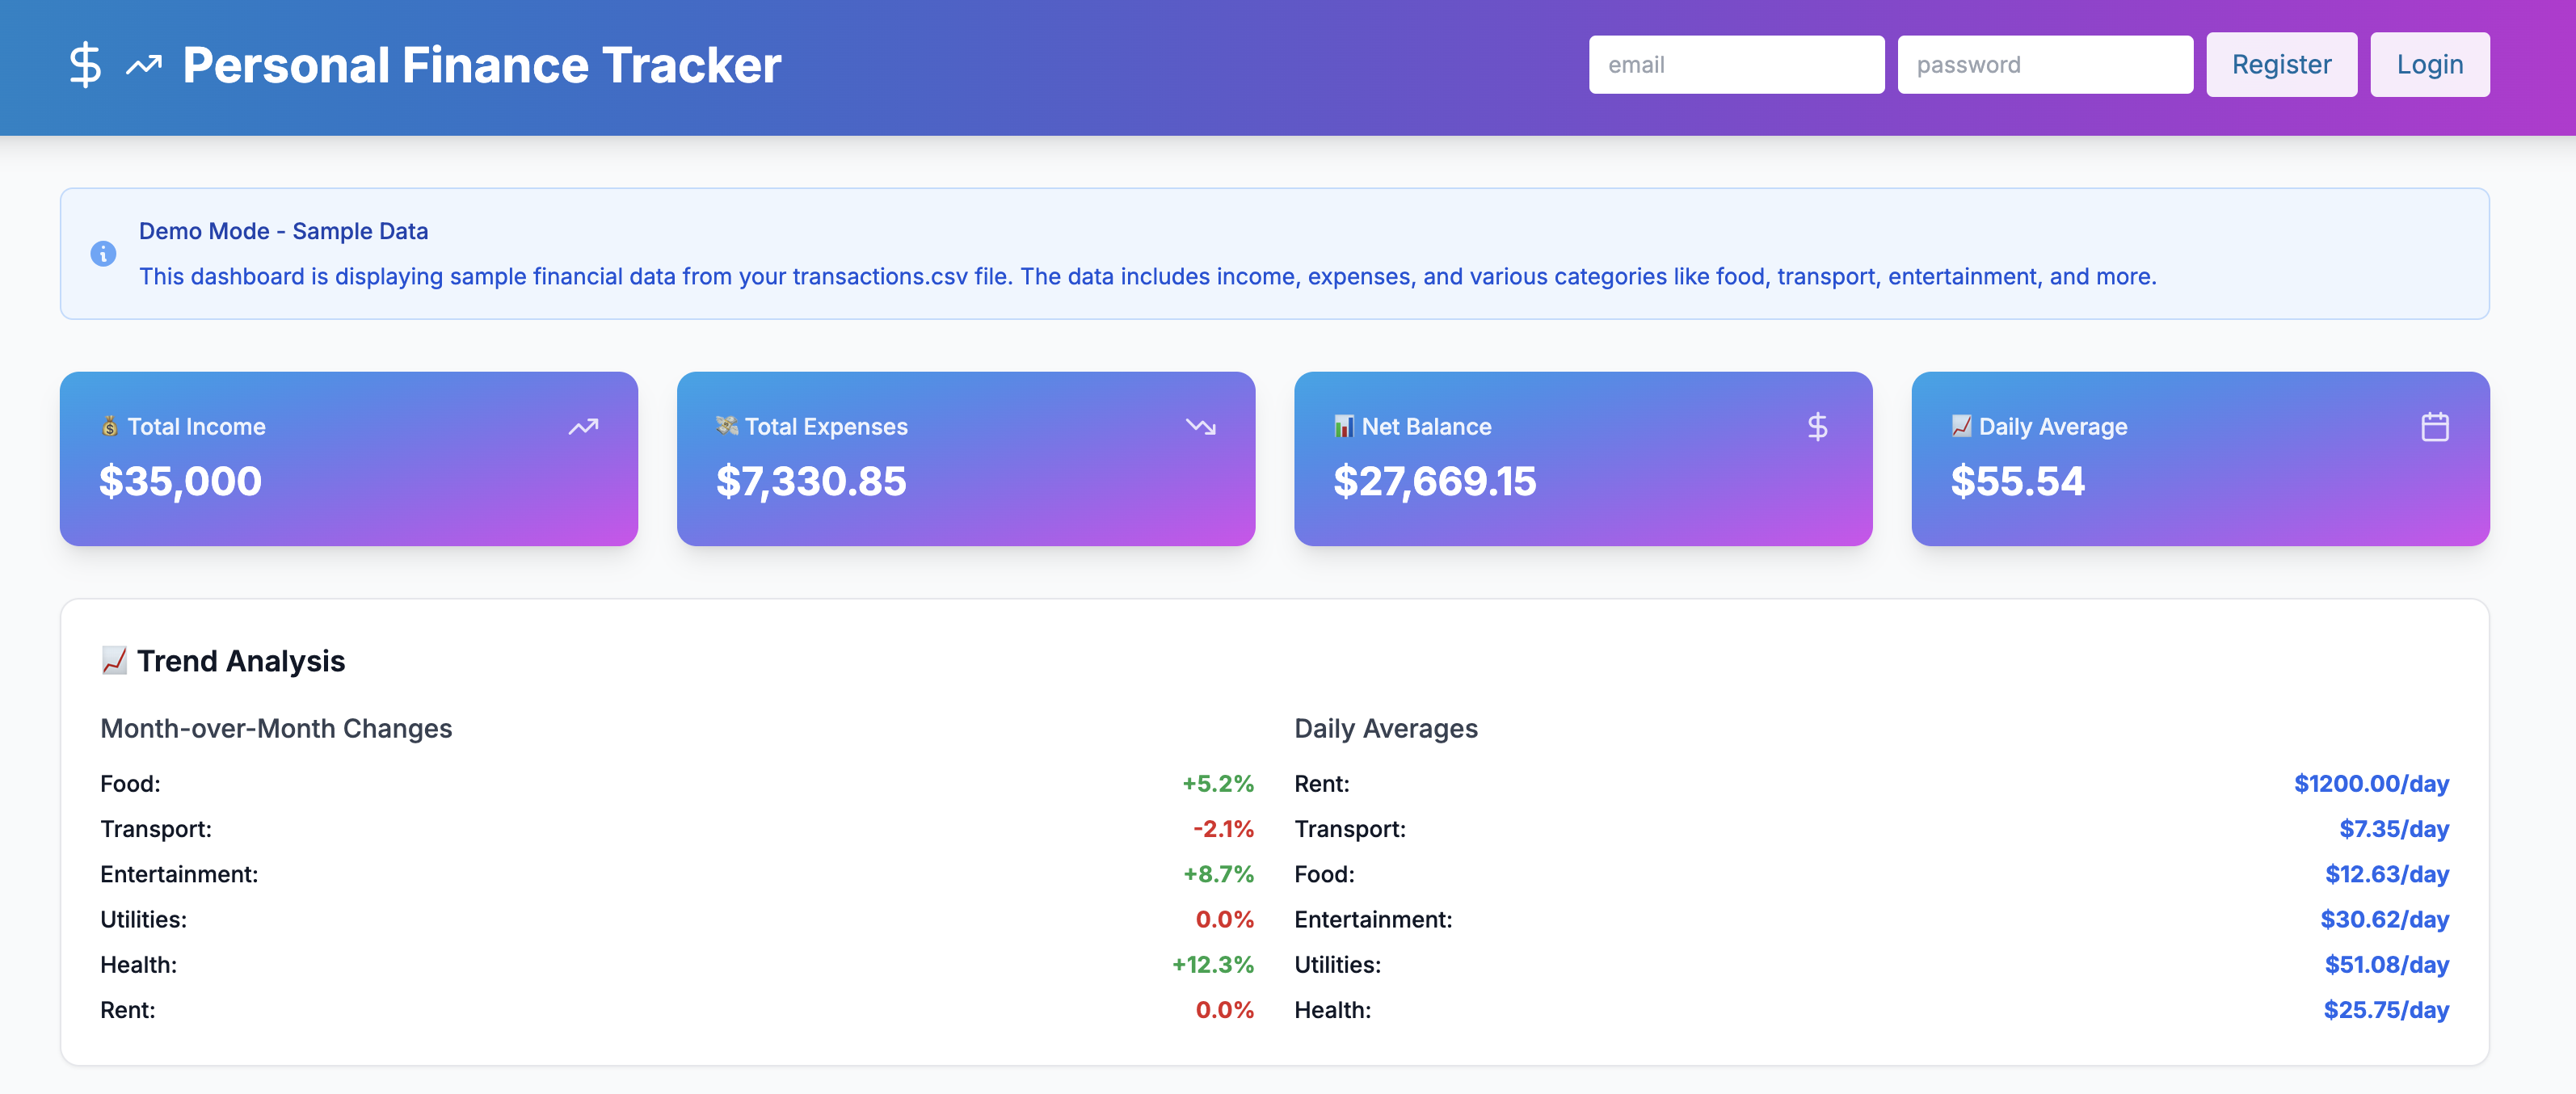 Personal Finance Tracker
email
password
Register
Login
Demo Mode - Sample Data
This dashboard is displaying sample financial data from your transactions.csv file. The data includes income, expenses, and various categories like food, transport, entertainment, and more.
Total Income
$35,000
Total Expenses
$7,330.85
Net Balance
$27,669.15
Daily Average
$55.54
Trend Analysis
Month-over-Month Changes
Food: +5.2%
Transport: -2.1%
Entertainment: +8.7%
Utilities: 0.0%
Health: +12.3%
Rent: 0.0%
Daily Averages
Rent: $1200.00/day
Transport: $7.35/day
Food: $12.63/day
Entertainment: $30.62/day
Utilities: $51.08/day
Health: $25.75/day